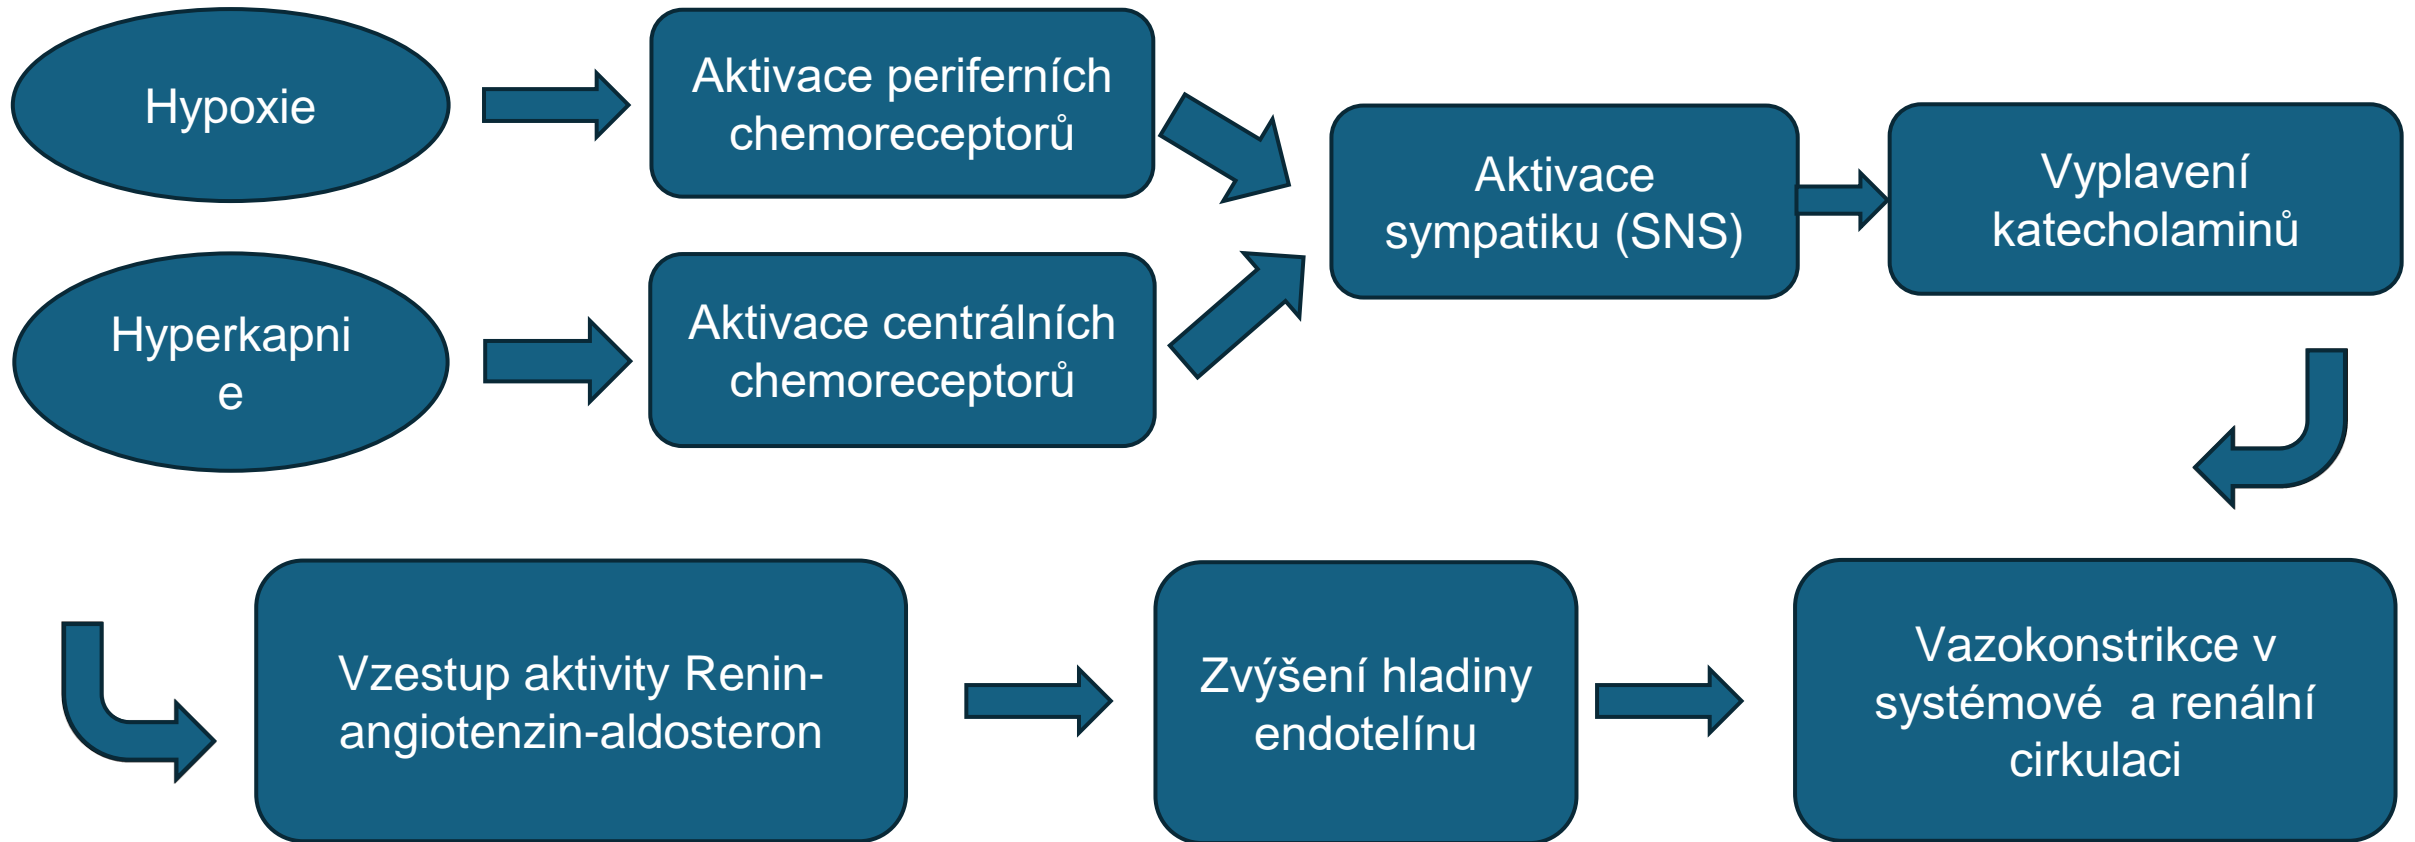 Hypoxie
Aktivace periferních
chemoreceptorů
Hyperkapni
e
Aktivace centrálních
chemoreceptorů
Aktivace
sympatiku (SNS)
Vyplavení
katecholaminů
Vzestup aktivity Renin-
angiotenzin-aldosteron
Zvýšení hladiny
endotelínu
Vazokonstrikce v
systémové  a renální
cirkulaci